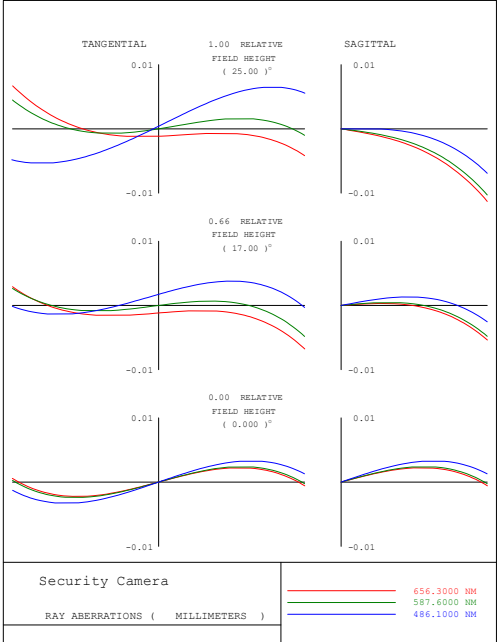 TANGENTIAL 1.00 RELATIVE SAGITTAL
FIELD HEIGHT
0.01 ( 25.00 )° 0.01
-0.01 -0.01
0.66 RELATIVE
FIELD HEIGHT
0.01 ( 17.00 )° 0.01
-0.01 -0.01
0.00 RELATIVE
FIELD HEIGHT
0.01 ( 0.000 )° 0.01
-0.01 -0.01
Security Camera
656.3000 NM
587.6000 NM
RAY ABERRATIONS ( MILLIMETERS ) 486.1000 NM